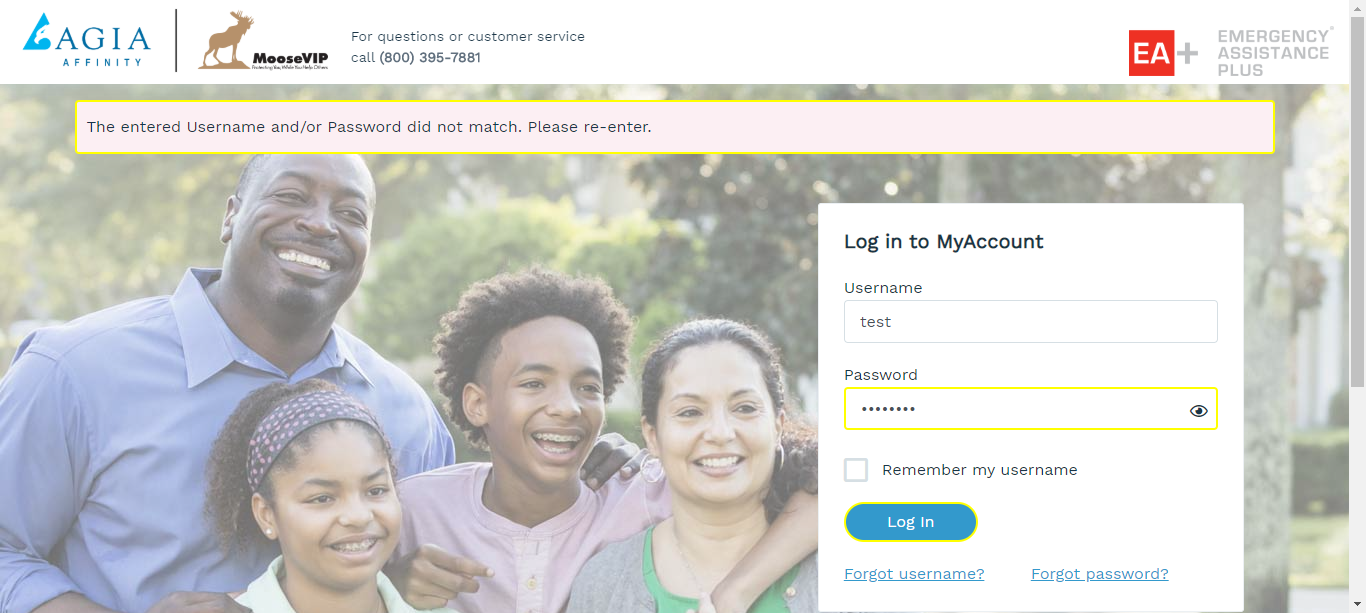 AGIA
AFFINITY
MooseVIP
Protecting You, While You Help Others
For questions or customer service
call (800) 395-7881
EA+
EMERGENCY®
ASSISTANCE
PLUS
The entered Username and/or Password did not match. Please re-enter.
Log in to MyAccount
Username
test
Password
••••••••
Remember my username
Log In
Forgot username? Forgot password?